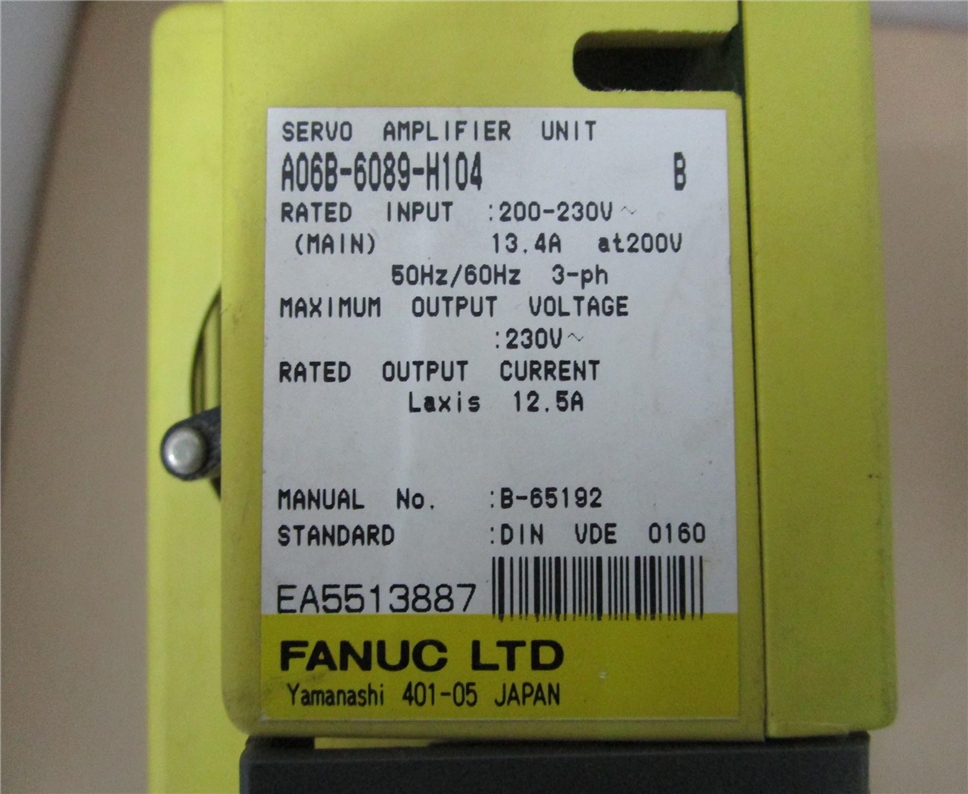 SERVO AMPLIFIER UNIT
A06B-6089-H104 B
RATED INPUT :200-230V~
(MAIN) 13.4A at200V
50Hz/60Hz 3-ph
MAXIMUM OUTPUT VOLTAGE
:230V~
RATED OUTPUT CURRENT
Laxis 12.5A
MANUAL No. :B-65192
STANDARD :DIN VDE 0160
EA5513887
FANUC LTD
Yamanashi 401-05 JAPAN